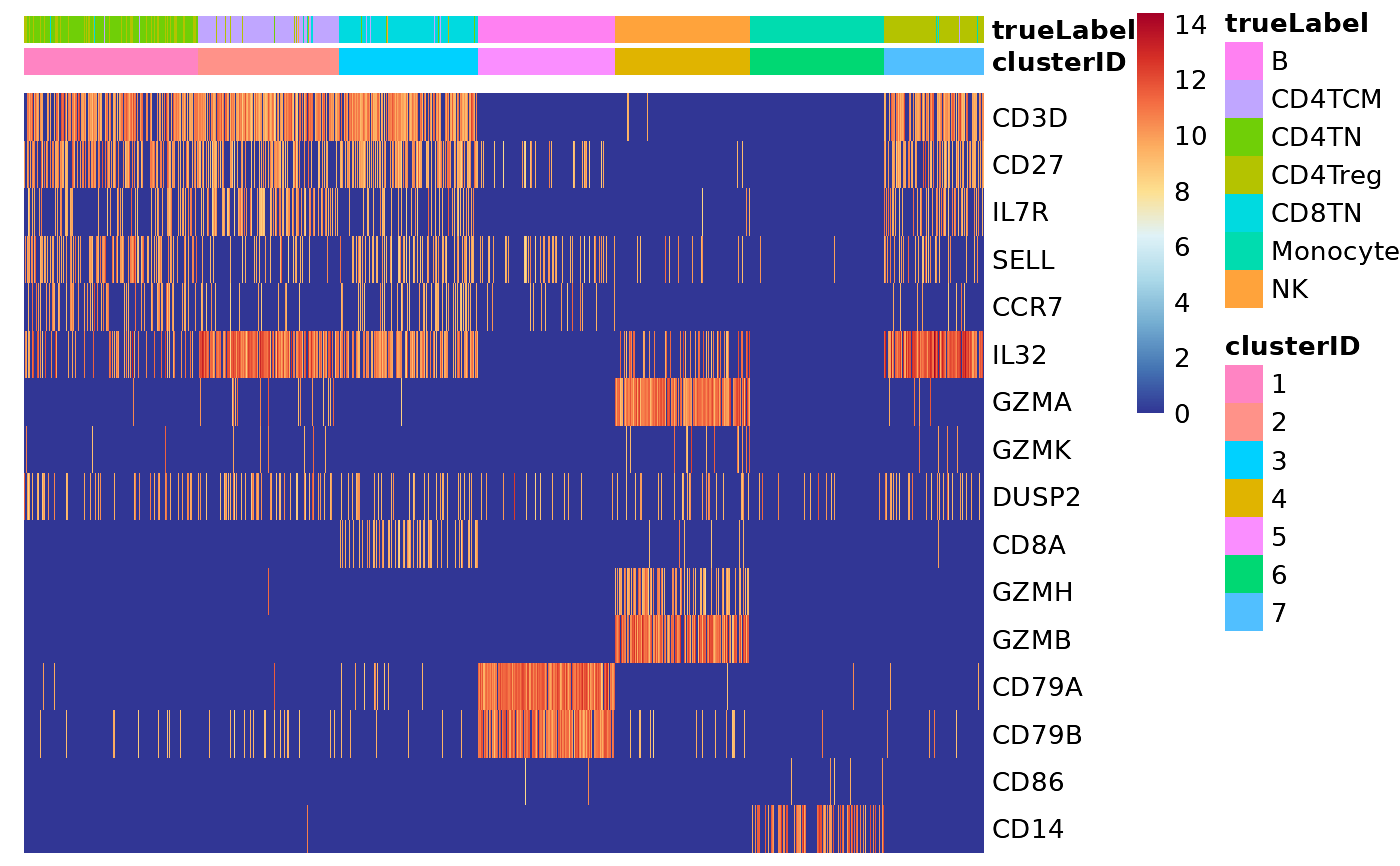 trueLabel
clusterID
CD3D
CD27
IL7R
SELL
CCR7
IL32
GZMA
GZMK
DUSP2
CD8A
GZMH
GZMB
CD79A
CD79B
CD86
CD14
14
12
10
8
6
4
2
0
trueLabel
B
CD4TCM
CD4TN
CD4Treg
CD8TN
Monocyte
NK
clusterID
1
2
3
4
5
6
7